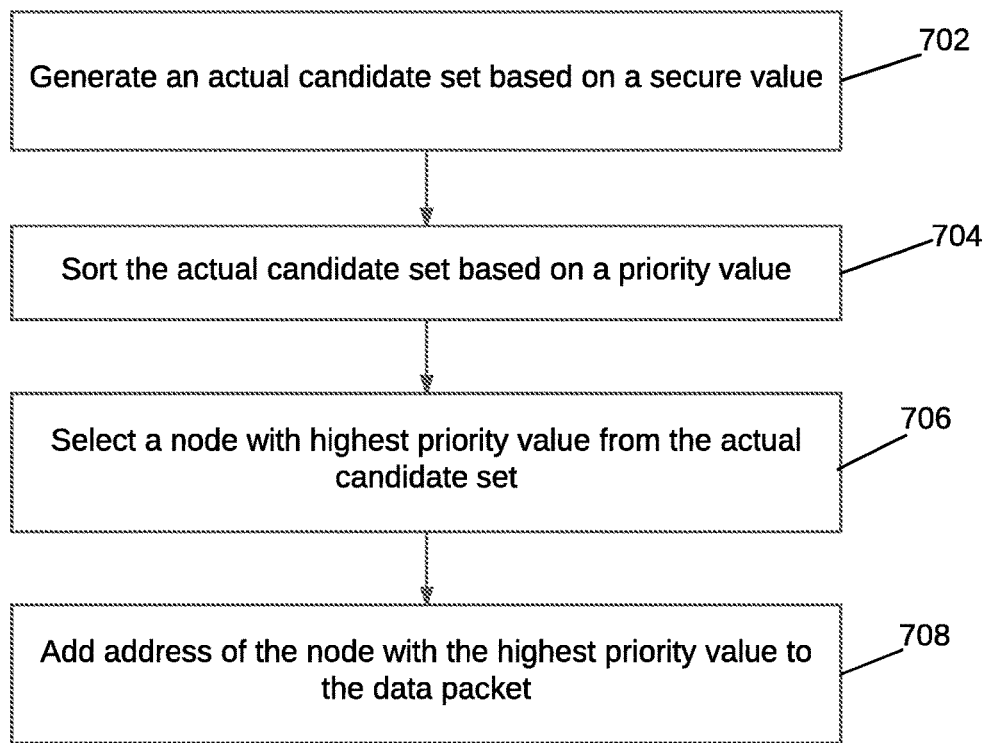 702
Generate an actual candidate set based on a secure value
704
Sort the actual candidate set based on a priority value
706
Select a node with highest priority value from the actual
candidate set
708
Add address of the node with the highest priority value to
the data packet